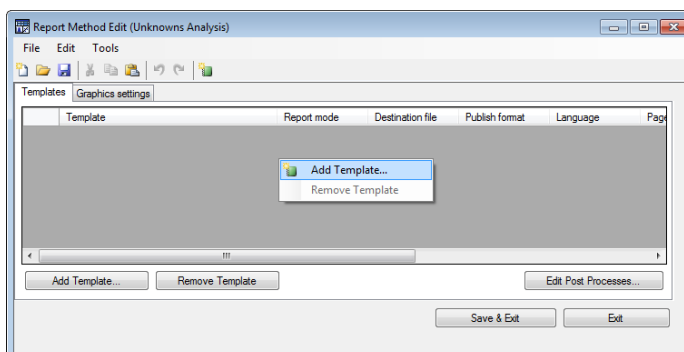 Report Method Edit (Unknowns Analysis)
File Edit Tools
Templates Graphics settings
Template Report mode Destination file Publish format Language Page
Add Template...
Remove Template
Add Template... Remove Template Edit Post Processes...
Save & Exit Exit